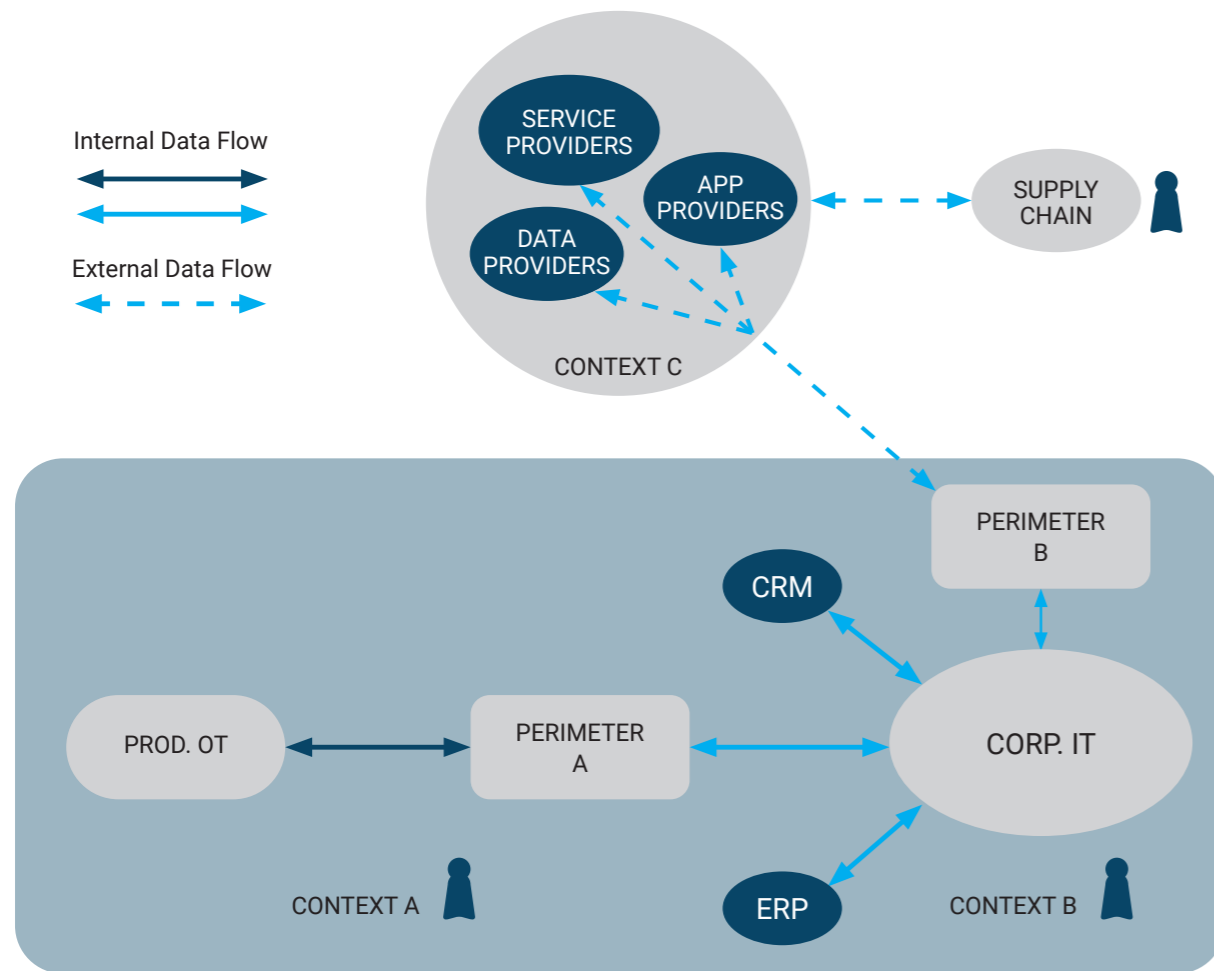 Internal Data Flow
External Data Flow
SERVICE
PROVIDERS
APP
PROVIDERS
DATA
PROVIDERS
CONTEXT C
SUPPLY
CHAIN
PERIMETER
B
CRM
PROD. OT
PERIMETER
A
CORP. IT
ERP
CONTEXT A
CONTEXT B